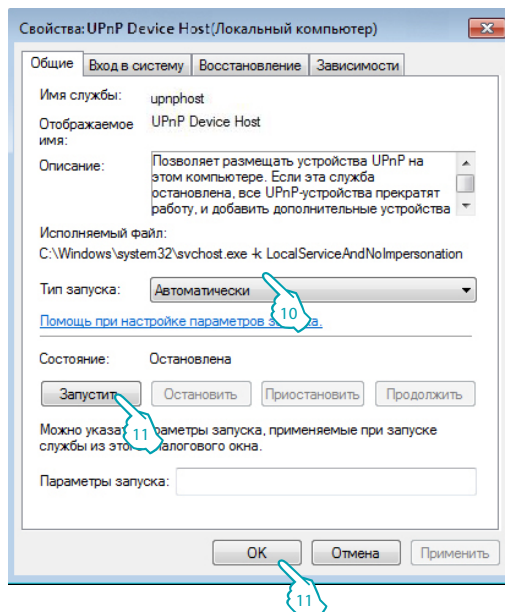 Свойства: UPnP Device Host(Локальный компьютер)
Общие Вход в систему Восстановление Зависимости
Имя службы: upnphost
Отображаемое имя: UPnP Device Host
Описание: Позволяет размещать устройства UPnP на
этом компьютере. Если эта служба
остановлена, все UPnP-устройства прекратят
работу, и добавить дополнительные устройства
Исполняемый файл:
C:\Windows\system32\svchost.exe -k LocalServiceAndNoImpersonation
Тип запуска: Автоматически
10
Помощь при настройке параметров
Состояние: Остановлена
Запустить Остановить Приостановить Продолжить
11
Можно указать параметры запуска, применяемые при запуске
службы из этого диалогового окна.
Параметры запуска:
OK Отмена Применить
11